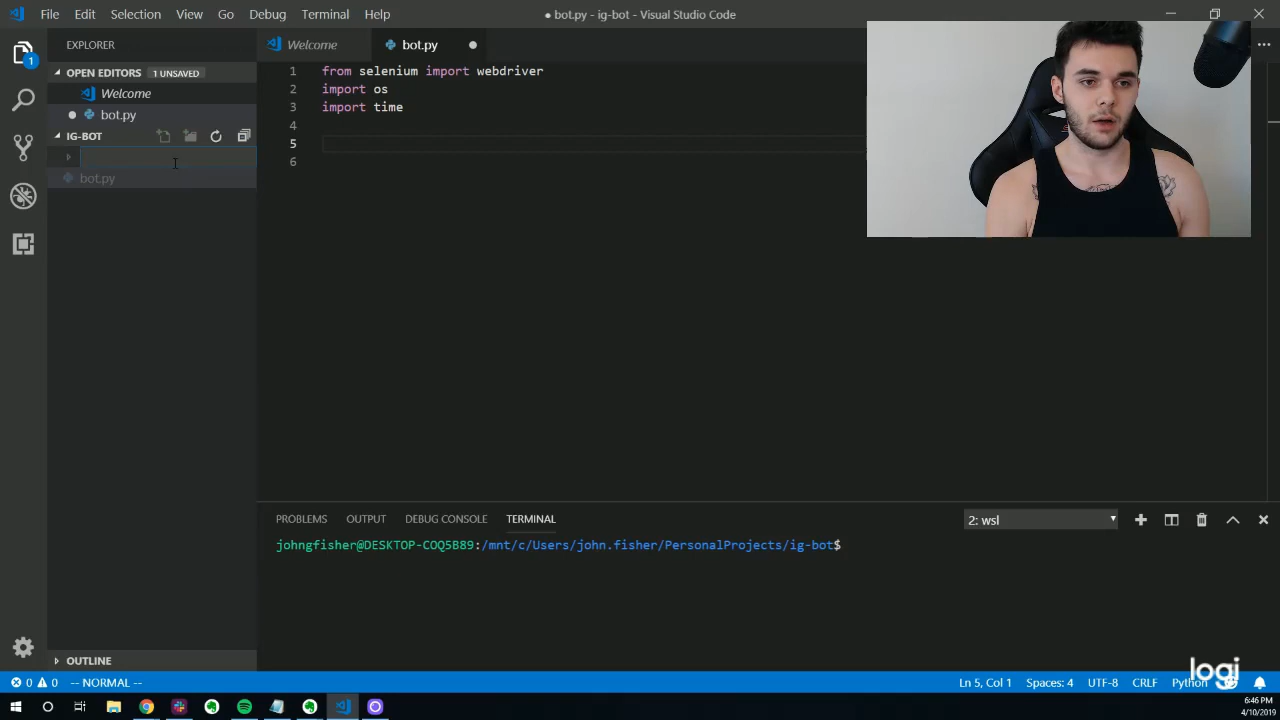 File Edit Selection View Go Debug Terminal Help
● bot.py - ig-bot - Visual Studio Code
EXPLORER
OPEN EDITORS 1 UNSAVED
Welcome
bot.py
IG-BOT
bot.py
OUTLINE
Welcome
bot.py
1 from selenium import webdriver
2 import os
3 import time
4
5
6
PROBLEMS OUTPUT DEBUG CONSOLE TERMINAL
2: wsl
johngfisher@DESKTOP-COQ5B89:/mnt/c/Users/john.fisher/PersonalProjects/ig-bot$
logi
1
0 0 -- NORMAL --
Ln 5, Col 1 Spaces: 4 UTF-8 CRLF Python
6:46 PM
4/10/2019